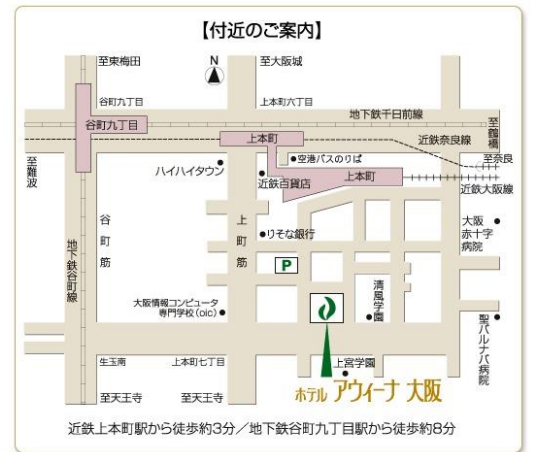 【付近のご案内】
至東梅田
N
至大阪城
谷町九丁目
上本町六丁目
地下鉄千日前線
至鶴橋
谷町九丁目
上本町
近鉄奈良線
至奈良
至難波
ハイハイタウン
空港バスのりば
近鉄百貨店
上本町
近鉄大阪線
谷町筋
上町筋
りそな銀行
大阪
赤十字
病院
地下鉄谷町線
P
清風学園
大阪情報コンピュータ
専門学校(oic)
聖バルナバ病院
生玉南
上本町七丁目
上宮学園
至天王寺
至天王寺
ホテル アウィーナ 大阪
近鉄上本町駅から徒歩約3分／地下鉄谷町九丁目駅から徒歩約8分